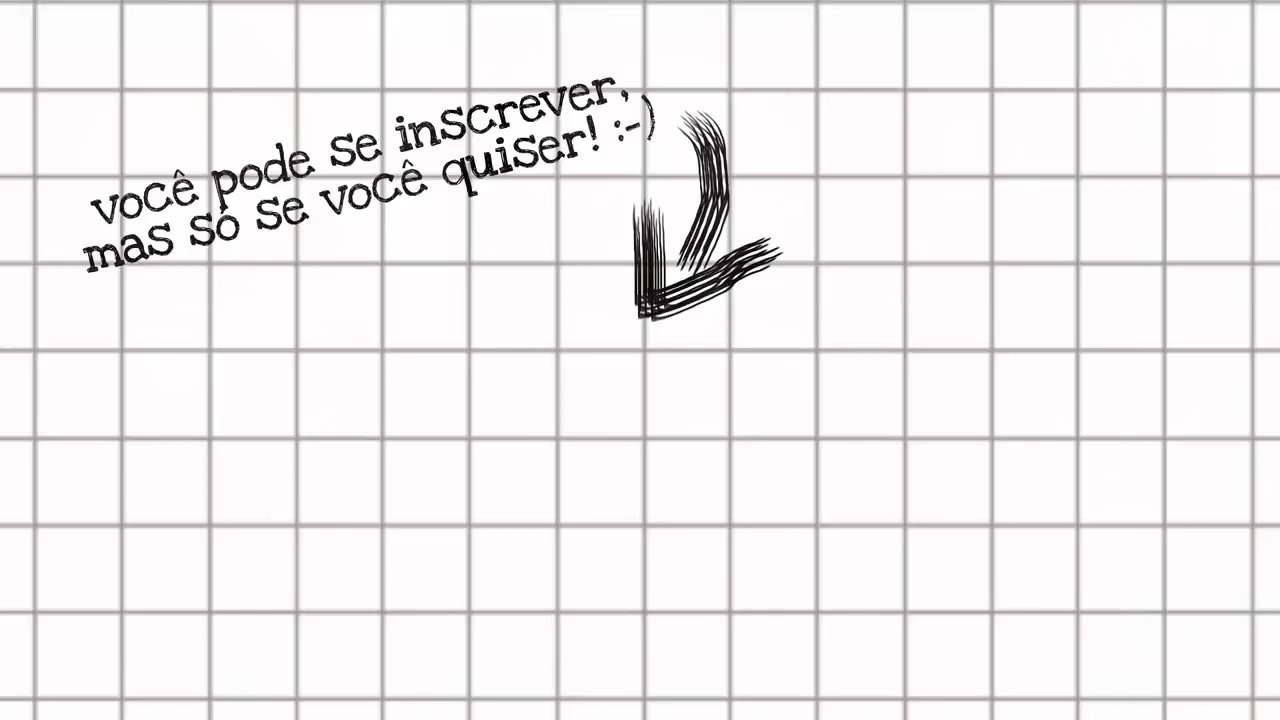 você pode se inscrever,
mas só se você quiser! :-)